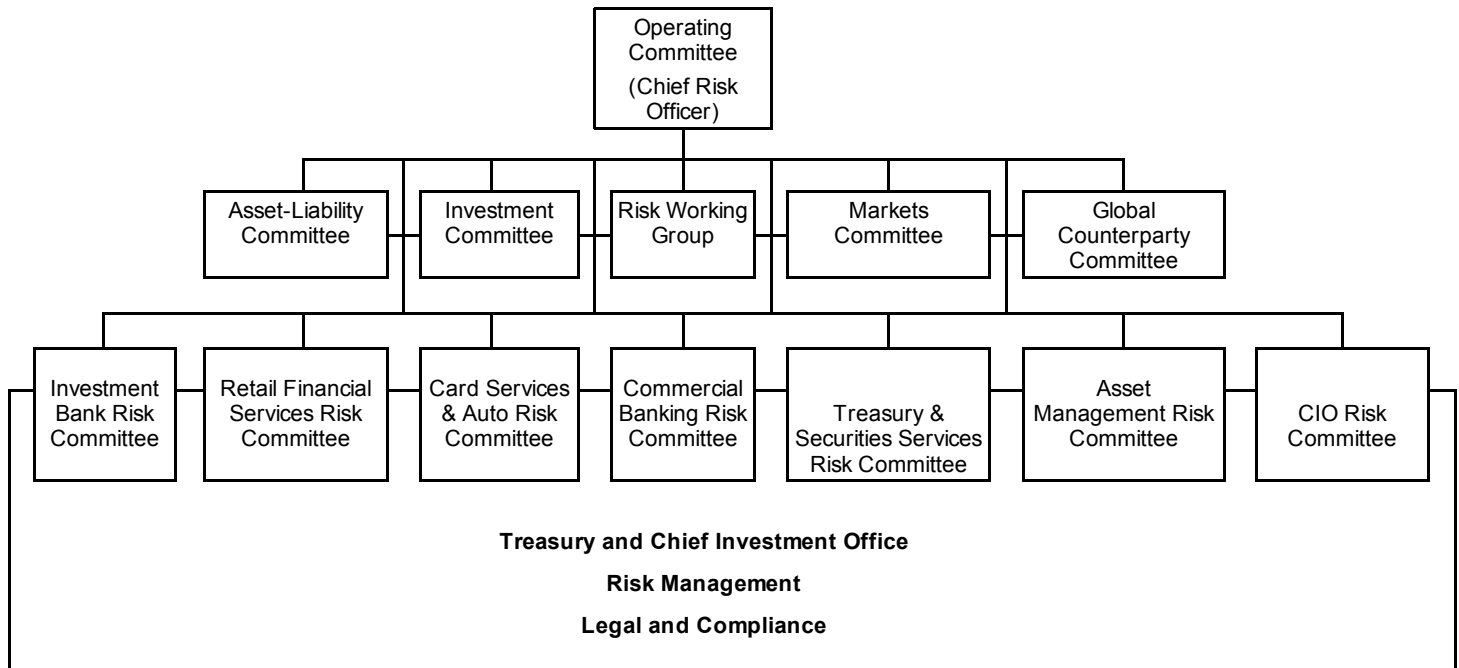 Operating
Committee
(Chief Risk
Officer)
Asset-Liability
Committee
Investment
Committee
Risk Working
Group
Markets
Committee
Global
Counterparty
Committee
Investment
Bank Risk
Committee
Retail Financial
Services Risk
Committee
Card Services
& Auto Risk
Committee
Commercial
Banking Risk
Committee
Treasury &
Securities Services
Risk Committee
Asset
Management Risk
Committee
CIO Risk
Committee
Treasury and Chief Investment Office
Risk Management
Legal and Compliance